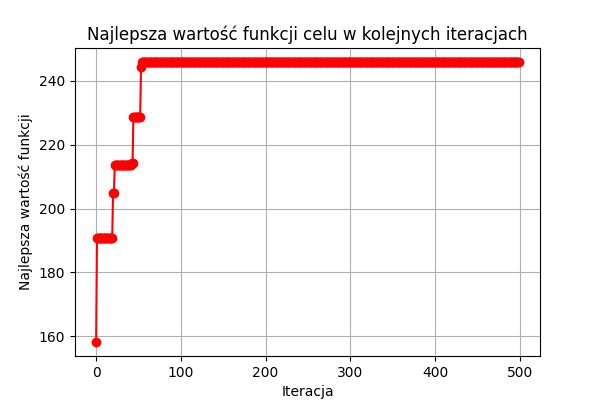 Najlepsza wartość funkcji celu w kolejnych iteracjach
Najlepsza wartość funkcji
240
220
200
180
160
0 100 200 300 400 500
Iteracja